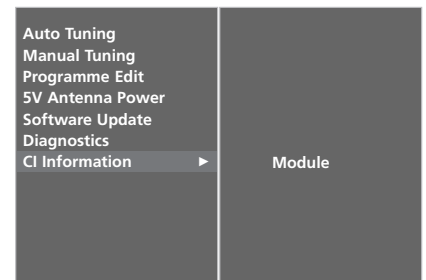 Auto Tuning
Manual Tuning
Programme Edit
5V Antenna Power
Software Update
Diagnostics
CI Information ► Module